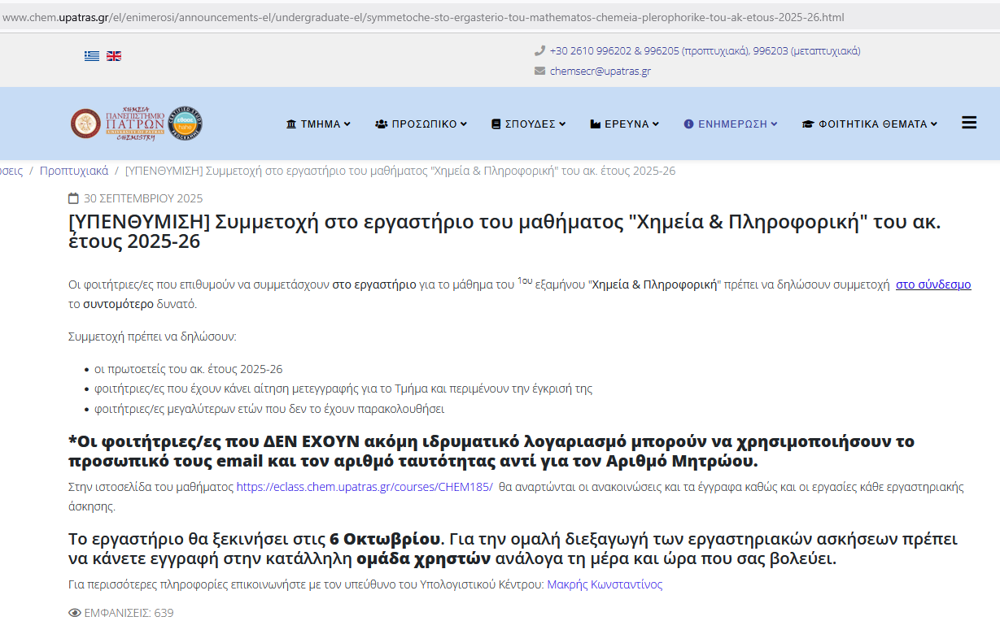 www.chem.upatras.gr/el/enimerosi/announcements-el/undergraduate-el/symmetoche-sto-ergasterio-tou-mathematos-chemeia-plerophorike-tou-ak-etous-2025-26.html
+30 2610 996202 & 996205 (προπτυχιακά), 996203 (μεταπτυχιακά)
chemsecr@upatras.gr
ΧΗΜΕΙΑ
ΠΑΝΕΠΙΣΤΗΜΙΟ
ΠΑΤΡΩΝ
UNIVERSITY OF PATRAS
CHEMISTRY
ΤΜΗΜΑ ΠΡΟΣΩΠΙΚΟ ΣΠΟΥΔΕΣ ΕΡΕΥΝΑ ΕΝΗΜΕΡΩΣΗ ΦΟΙΤΗΤΙΚΑ ΘΕΜΑΤΑ
σεις / Προπτυχιακά / [ΥΠΕΝΘΥΜΙΣΗ] Συμμετοχή στο εργαστήριο του μαθήματος "Χημεία & Πληροφορική" του ακ. έτους 2025-26
30 ΣΕΠΤΕΜΒΡΙΟΥ 2025
[ΥΠΕΝΘΥΜΙΣΗ] Συμμετοχή στο εργαστήριο του μαθήματος "Χημεία & Πληροφορική" του ακ.
έτους 2025-26
Οι φοιτήτριες/ες που επιθυμούν να συμμετάσχουν στο εργαστήριο για το μάθημα του 1ου εξαμήνου "Χημεία & Πληροφορική" πρέπει να δηλώσουν συμμετοχή στο σύνδεσμο
το συντομότερο δυνατό.
Συμμετοχή πρέπει να δηλώσουν:
• οι πρωτοετείς του ακ. έτους 2025-26
• φοιτήτριες/ες που έχουν κάνει αίτηση μετεγγραφής για το Τμήμα και περιμένουν την έγκρισή της
• φοιτήτριες/ες μεγαλύτερων ετών που δεν το έχουν παρακολουθήσει
*Οι φοιτήτριες/ες που ΔΕΝ ΕΧΟΥΝ ακόμη ιδρυματικό λογαριασμό μπορούν να χρησιμοποιήσουν το
προσωπικό τους email και τον αριθμό ταυτότητας αντί για τον Αριθμό Μητρώου.
Στην ιστοσελίδα του μαθήματος https://eclass.chem.upatras.gr/courses/CHEM185/ θα αναρτώνται οι ανακοινώσεις και τα έγγραφα καθώς και οι εργασίες κάθε εργαστηριακής
άσκησης.
Το εργαστήριο θα ξεκινήσει στις 6 Οκτωβρίου. Για την ομαλή διεξαγωγή των εργαστηριακών ασκήσεων πρέπει
να κάνετε εγγραφή στην κατάλληλη ομάδα χρηστών ανάλογα τη μέρα και ώρα που σας βολεύει.
Για περισσότερες πληροφορίες επικοινωνήστε με τον υπεύθυνο του Υπολογιστικού Κέντρου: Μακρής Κωνσταντίνος
ΕΜΦΑΝΙΣΕΙΣ: 639